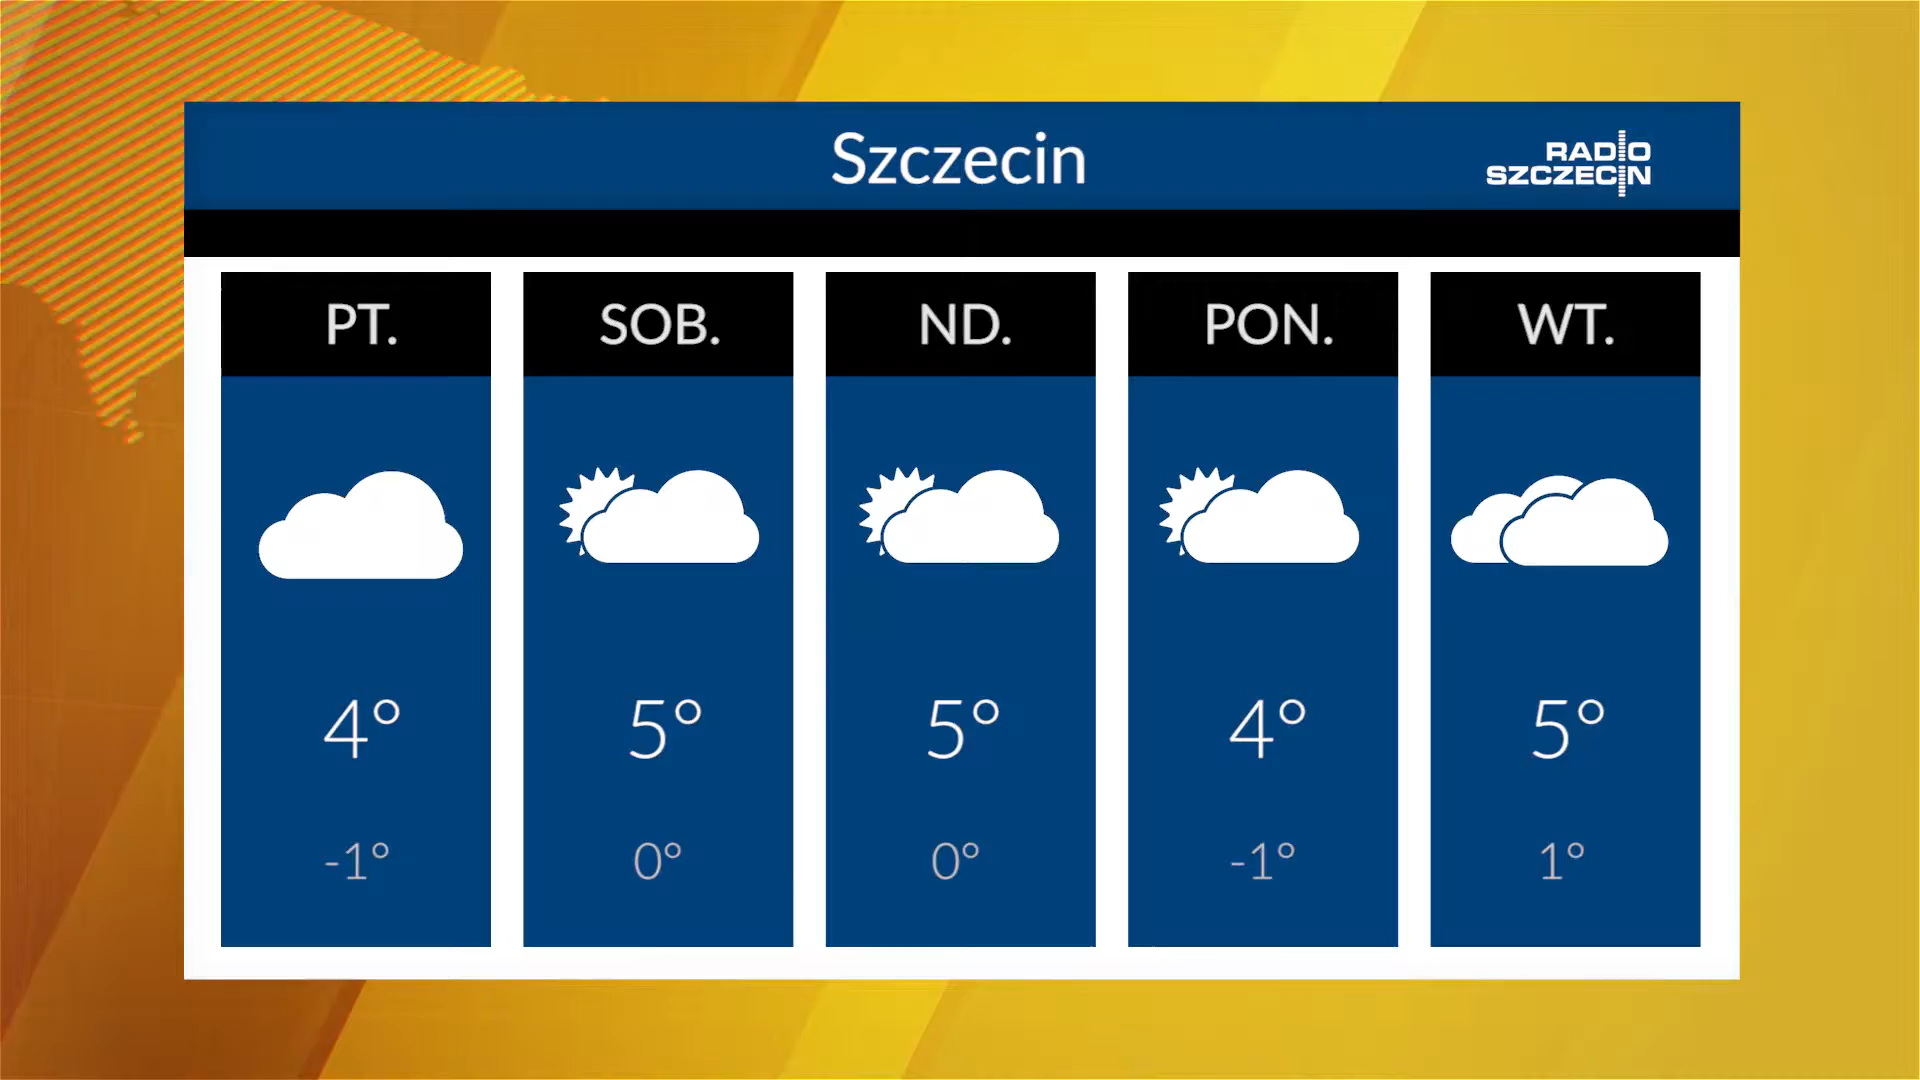 Szczecin
RADIO
SZCZECIN
PT.
SOB.
ND.
PON.
WT.
4°
5°
5°
4°
5°
-1°
0°
0°
-1°
1°